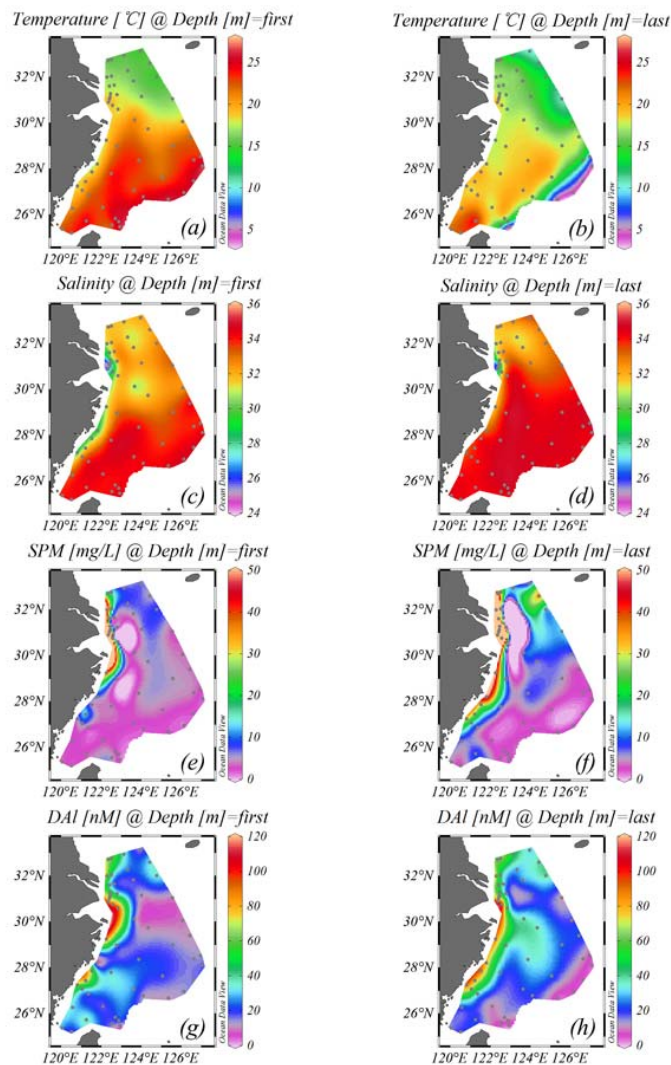 Temperature [ ℃] @ Depth [m]=first
Temperature [ ℃] @ Depth [m]=last
32°N
30°N
28°N
26°N
25
20
15
10
5
Ocean Data View
(a)
120°E 122°E 124°E 126°E
32°N
30°N
28°N
26°N
25
20
15
10
5
Ocean Data View
(b)
120°E 122°E 124°E 126°E
Salinity @ Depth [m]=first
Salinity @ Depth [m]=last
32°N
30°N
28°N
26°N
36
34
32
30
28
26
24
Ocean Data View
(c)
120°E 122°E 124°E 126°E
32°N
30°N
28°N
26°N
36
34
32
30
28
26
24
Ocean Data View
(d)
120°E 122°E 124°E 126°E
SPM [mg/L] @ Depth [m]=first
SPM [mg/L] @ Depth [m]=last
32°N
30°N
28°N
26°N
50
40
30
20
10
0
Ocean Data View
(e)
120°E 122°E 124°E 126°E
32°N
30°N
28°N
26°N
50
40
30
20
10
0
Ocean Data View
(f)
120°E 122°E 124°E 126°E
DAl [nM] @ Depth [m]=first
DAl [nM] @ Depth [m]=last
32°N
30°N
28°N
26°N
120
100
80
60
40
20
0
Ocean Data View
(g)
120°E 122°E 124°E 126°E
32°N
30°N
28°N
26°N
120
100
80
60
40
20
0
Ocean Data View
(h)
120°E 122°E 124°E 126°E